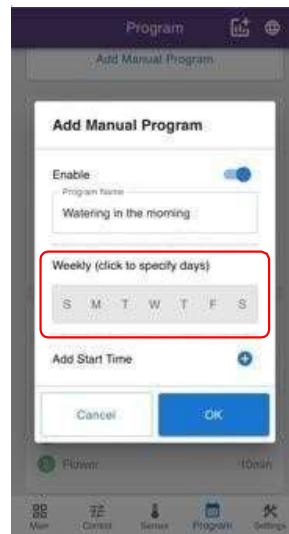 Program
Add Manual Program
Add Manual Program
Enable
Program Name
Watering in the morning
Weekly (click to specify days)
S M T W T F S
Add Start Time
Cancel OK
Flower 10min
Main Control Sensor Program Settings